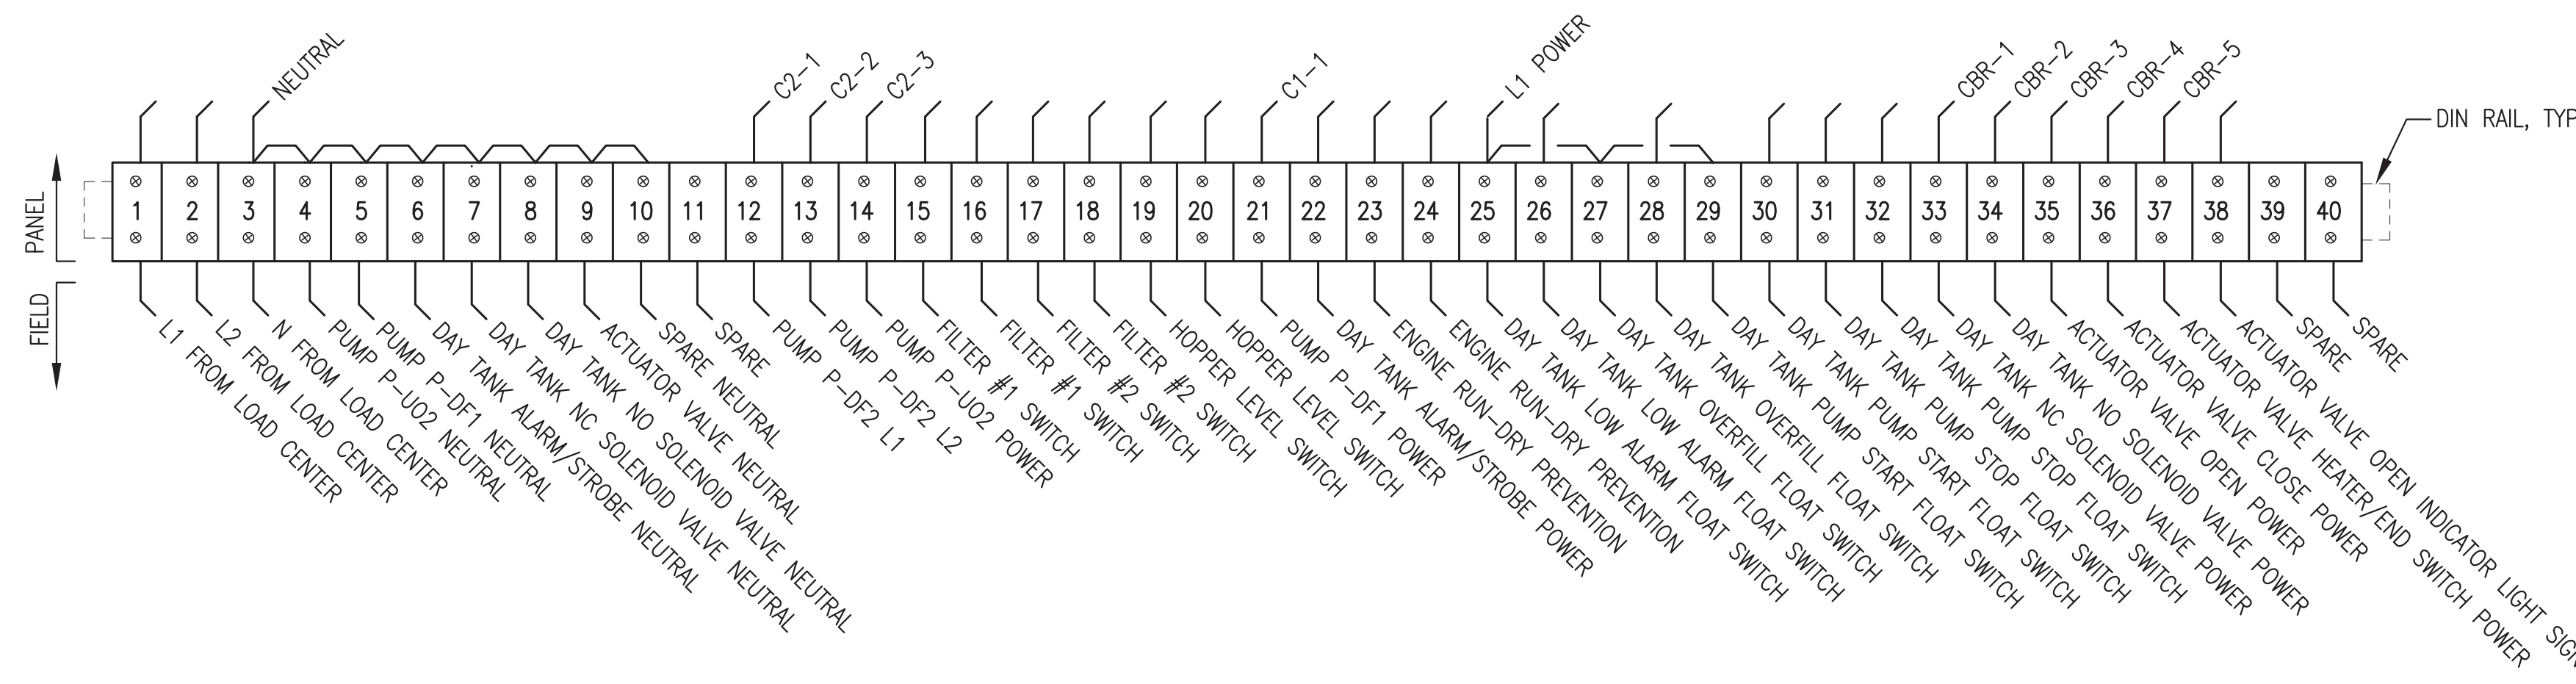 NEUTRAL
C2-1
C2-2
C2-3
C1-1
L1 POWER
CBR-1
CBR-2
CBR-3
CBR-4
CBR-5
DIN RAIL, TYP
PANEL
FIELD
1 2 3 4 5 6 7 8 9 10 11 12 13 14 15 16 17 18 19 20 21 22 23 24 25 26 27 28 29 30 31 32 33 34 35 36 37 38 39 40
L1 FROM LOAD CENTER
L2 FROM LOAD CENTER
N FROM LOAD CENTER
PUMP P-U02 NEUTRAL
PUMP P-DF1 NEUTRAL
DAY TANK ALARM/STROBE NEUTRAL
DAY TANK NC SOLENOID VALVE NEUTRAL
DAY TANK NO SOLENOID VALVE NEUTRAL
ACTUATOR VALVE NEUTRAL
SPARE NEUTRAL
SPARE
PUMP P-DF2 L1
PUMP P-DF2 L2
PUMP P-U02 POWER
FILTER #1 SWITCH
FILTER #1 SWITCH
FILTER #2 SWITCH
FILTER #2 SWITCH
HOPPER LEVEL SWITCH
HOPPER LEVEL SWITCH
PUMP P-DF1 POWER
DAY TANK ALARM/STROBE POWER
ENGINE RUN-DRY PREVENTION
ENGINE RUN-DRY PREVENTION
DAY TANK LOW ALARM FLOAT SWITCH
DAY TANK LOW ALARM FLOAT SWITCH
DAY TANK OVERFILL FLOAT SWITCH
DAY TANK OVERFILL FLOAT SWITCH
DAY TANK PUMP START FLOAT SWITCH
DAY TANK PUMP START FLOAT SWITCH
DAY TANK PUMP STOP FLOAT SWITCH
DAY TANK PUMP STOP FLOAT SWITCH
DAY TANK NC SOLENOID VALVE POWER
DAY TANK NO SOLENOID VALVE POWER
ACTUATOR VALVE OPEN POWER
ACTUATOR VALVE CLOSE POWER
ACTUATOR VALVE HEATER/END SWITCH POWER
ACTUATOR VALVE OPEN INDICATOR LIGHT
SPARE
SPARE